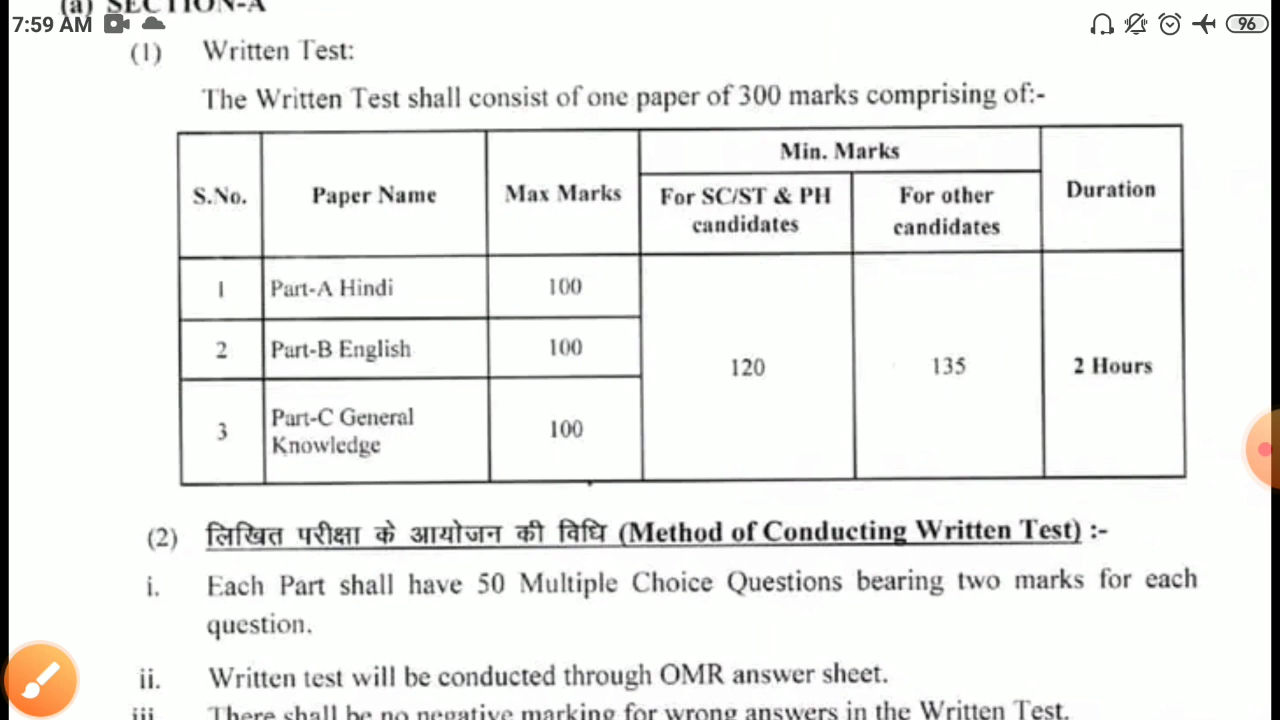 (a) SECTION-A
7:59 AM
96
(1) Written Test:
The Written Test shall consist of one paper of 300 marks comprising of:-
S.No. Paper Name Max Marks Min. Marks Duration
For SC/ST & PH candidates For other candidates
1 Part-A Hindi 100
2 Part-B English 100
120 135 2 Hours
3 Part-C General Knowledge 100
(2) लिखित परीक्षा के आयोजन की विधि (Method of Conducting Written Test) :-
i. Each Part shall have 50 Multiple Choice Questions bearing two marks for each
question.
ii. Written test will be conducted through OMR answer sheet.
iii. There shall be no negative marking for wrong answers in the Written Test.